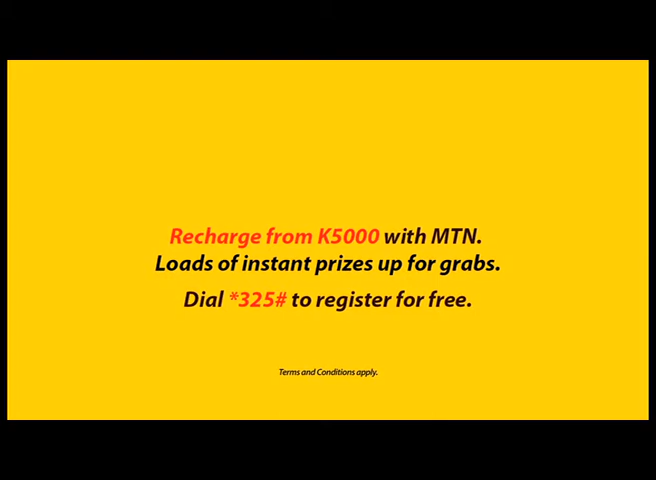 Recharge from K5000 with MTN.
Loads of instant prizes up for grabs.
Dial *325# to register for free.
Terms and Conditions apply.